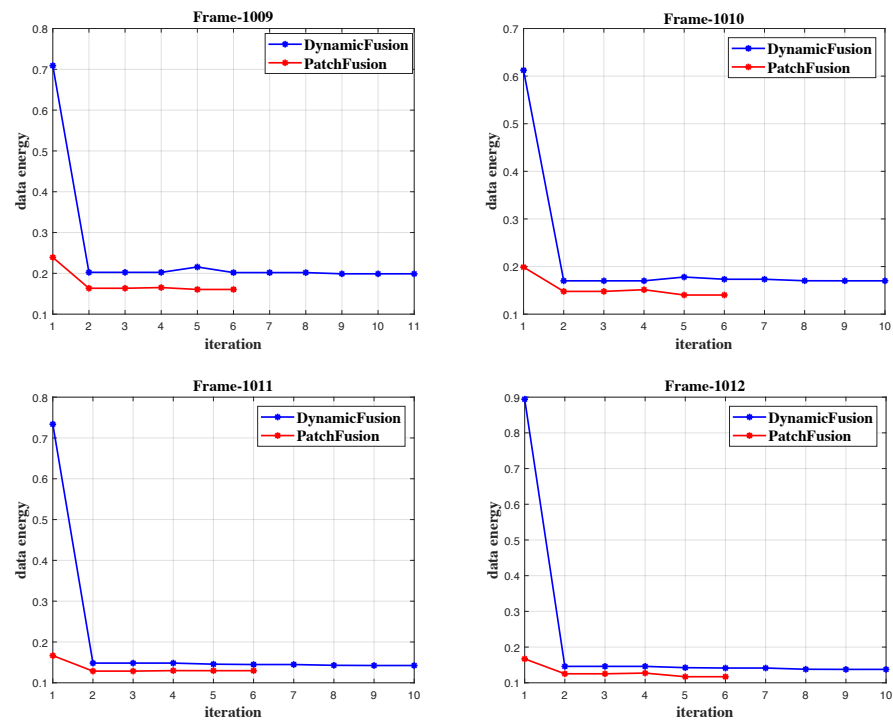 Frame-1009
0.8
0.7
0.6
0.5
0.4
0.3
0.2
0.1
data energy
DynamicFusion
PatchFusion
1 2 3 4 5 6 7 8 9 10 11
iteration
Frame-1010
0.7
0.6
0.5
0.4
0.3
0.2
0.1
data energy
DynamicFusion
PatchFusion
1 2 3 4 5 6 7 8 9 10
iteration
Frame-1011
0.8
0.7
0.6
0.5
0.4
0.3
0.2
0.1
data energy
DynamicFusion
PatchFusion
1 2 3 4 5 6 7 8 9 10
iteration
Frame-1012
0.9
0.8
0.7
0.6
0.5
0.4
0.3
0.2
0.1
data energy
DynamicFusion
PatchFusion
1 2 3 4 5 6 7 8 9 10
iteration